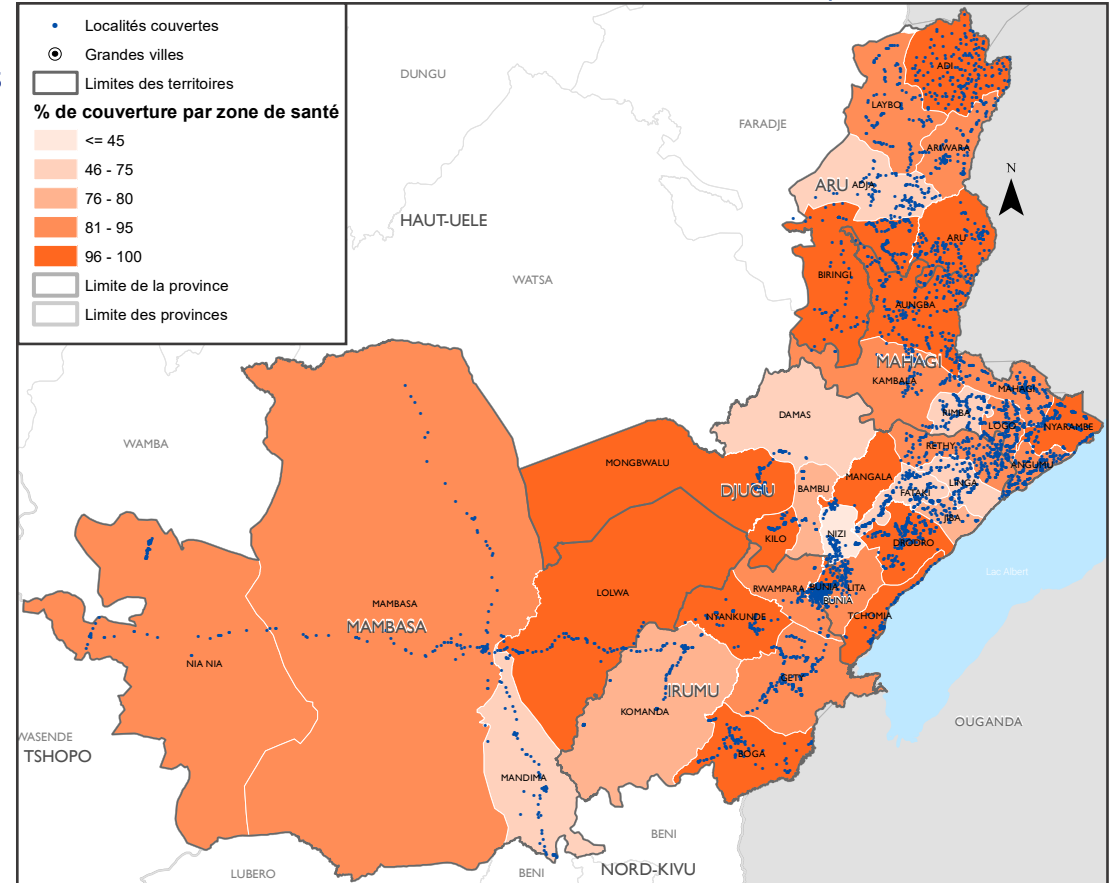 Localités couvertes
Grandes villes
Limites des territoires
% de couverture par zone de santé
<= 45
46 - 75
76 - 80
81 - 95
96 - 100
Limite de la province
Limite des provinces
DUNGU
FARADJE
HAUT-UELE
WATSA
WAMBA
N
ADI
LAYBO
ARIWARA
ARU
ADJA
ARU
BIRINGI
AUNGBA
MAHAGI
KAMBALA
MAHAGI
RIMBA
LOGO
NYARAMBE
DAMAS
RETHY
ANGUMU
MONGBWALU
MANGALA
LINGA
DJUGU
BAMBU
FATAKI
JIBA
NIZI
KILO
DRODRO
Lac Albert
LOLWA
RWAMPARA
BUNIA
LITA
BUNIA
MAMBASA
NYANKUNDE
TCHOMIA
MAMBASA
NIA NIA
GETY
IRUMU
KOMANDA
OUGANDA
WASENDE
TSHOPO
BOGA
MANDIMA
BENI
LUBERO
BENI
NORD-KIVU